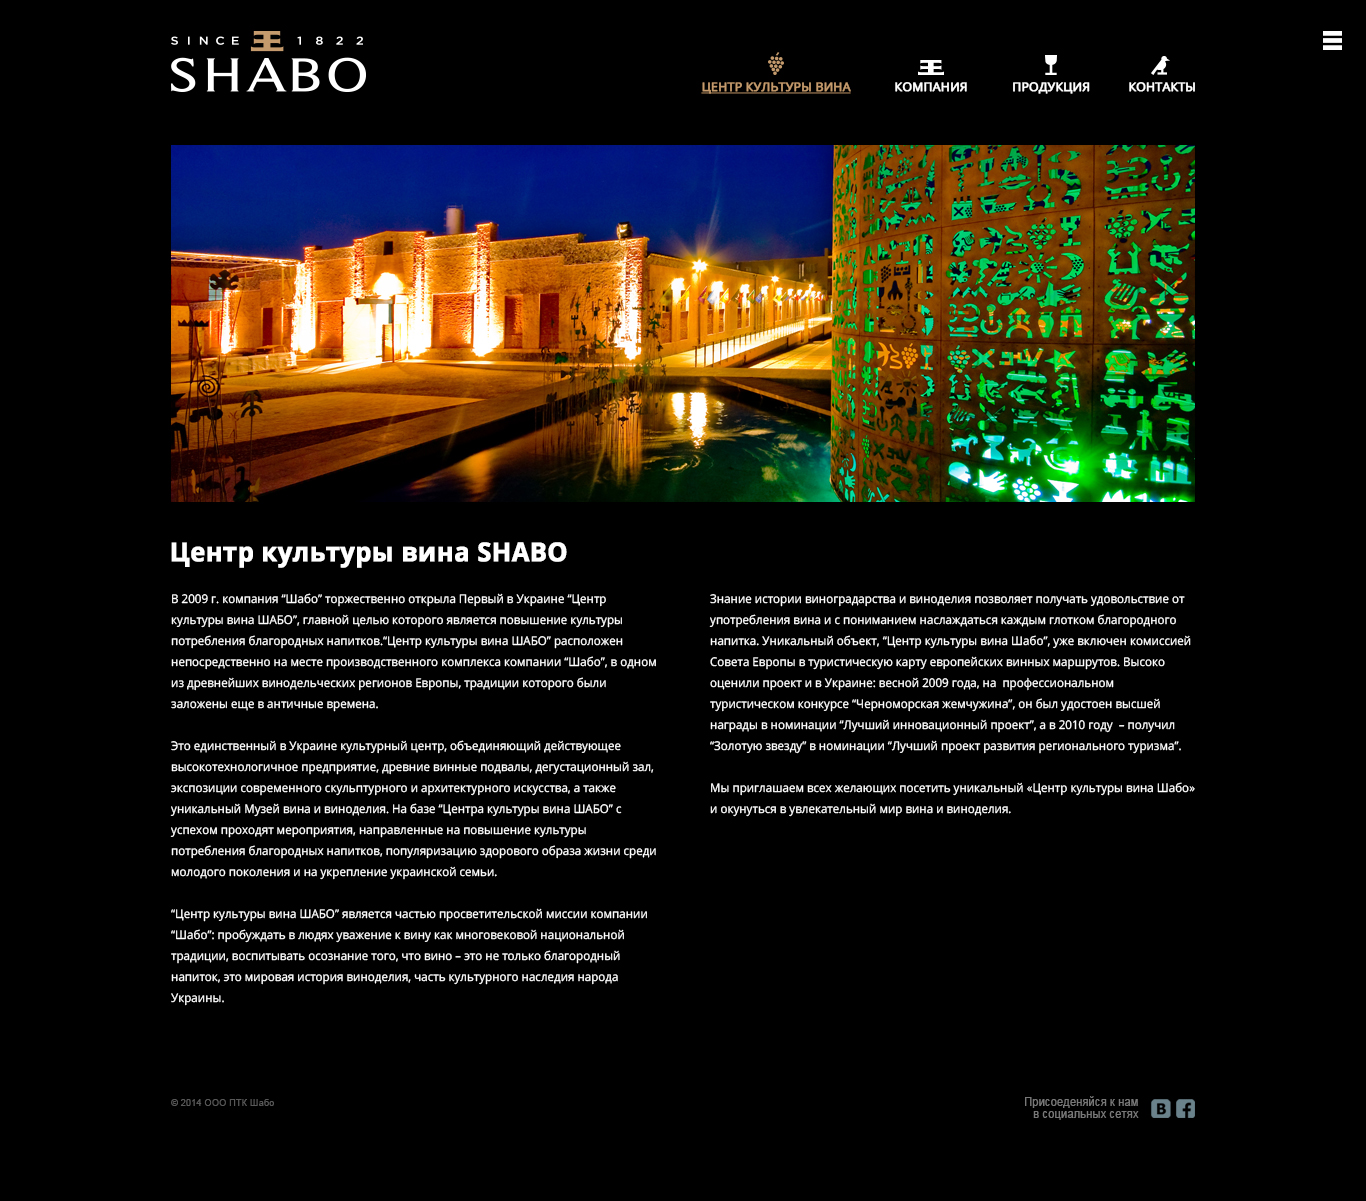 SINCE 1822
SHABO
ЦЕНТР КУЛЬТУРЫ ВИНА
КОМПАНИЯ
ПРОДУКЦИЯ
КОНТАКТЫ
Центр культуры вина SHABO
В 2009 г. компания “Шабо” торжественно открыла Первый в Украине “Центр
культуры вина ШАБО”, главной целью которого является повышение культуры
потребления благородных напитков.“Центр культуры вина ШАБО” расположен
непосредственно на месте производственного комплекса компании “Шабо”, в одном
из древнейших винодельческих регионов Европы, традиции которого были
заложены еще в античные времена.
Это единственный в Украине культурный центр, объединяющий действующее
высокотехнологичное предприятие, древние винные подвалы, дегустационный зал,
экспозиции современного скульптурного и архитектурного искусства, а также
уникальный Музей вина и виноделия. На базе “Центра культуры вина ШАБО” с
успехом проходят мероприятия, направленные на повышение культуры
потребления благородных напитков, популяризацию здорового образа жизни среди
молодого поколения и на укрепление украинской семьи.
“Центр культуры вина ШАБО” является частью просветительской миссии компании
“Шабо”: пробуждать в людях уважение к вину как многовековой национальной
традиции, воспитывать осознание того, что вино – это не только благородный
напиток, это мировая история виноделия, часть культурного наследия народа
Украины.
Знание истории виноградарства и виноделия позволяет получать удовольствие от
употребления вина и с пониманием наслаждаться каждым глотком благородного
напитка. Уникальный объект, “Центр культуры вина Шабо”, уже включен комиссией
Совета Европы в туристическую карту европейских винных маршрутов. Высоко
оценили проект и в Украине: весной 2009 года, на  профессиональном
туристическом конкурсе “Черноморская жемчужина”, он был удостоен высшей
награды в номинации “Лучший инновационный проект”, а в 2010 году  – получил
“Золотую звезду” в номинации “Лучший проект развития регионального туризма”.
Мы приглашаем всех желающих посетить уникальный «Центр культуры вина Шабо»
и окунуться в увлекательный мир вина и виноделия.
© 2014 ООО ПТК Шабо
Присоеденяйся к нам
в социальных сетях